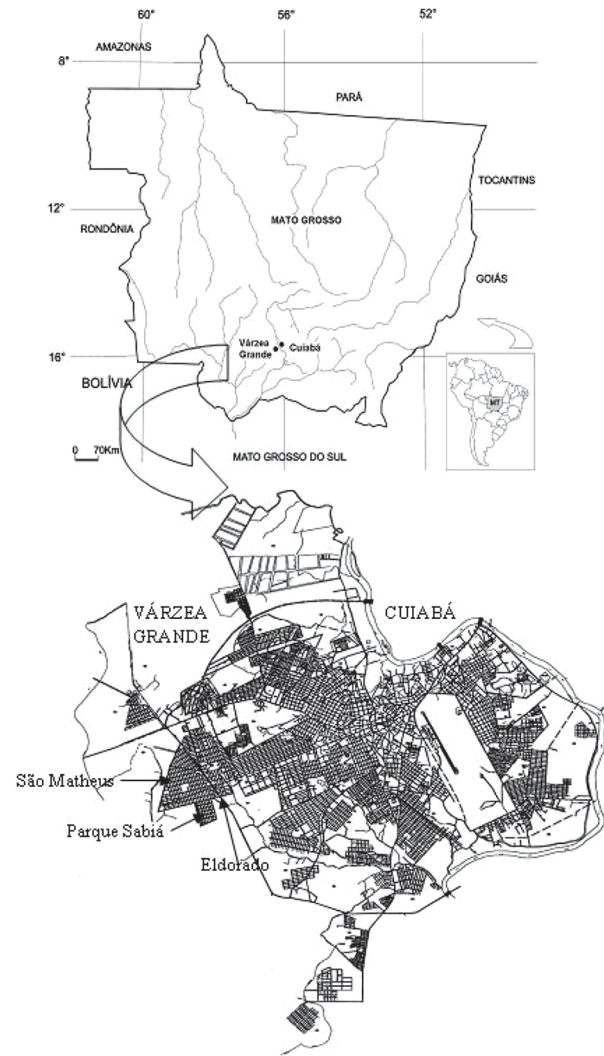 60°
56°
52°
AMAZONAS
8°
PARÁ
TOCANTINS
12°
MATO GROSSO
RONDÔNIA
GOIÁS
Várzea
Grande
Cuiabá
16°
BOLÍVIA
MT
0 70Km
MATO GROSSO DO SUL
VÁRZEA
GRANDE
CUIABÁ
São Matheus
Parque Sabiá
Eldorado